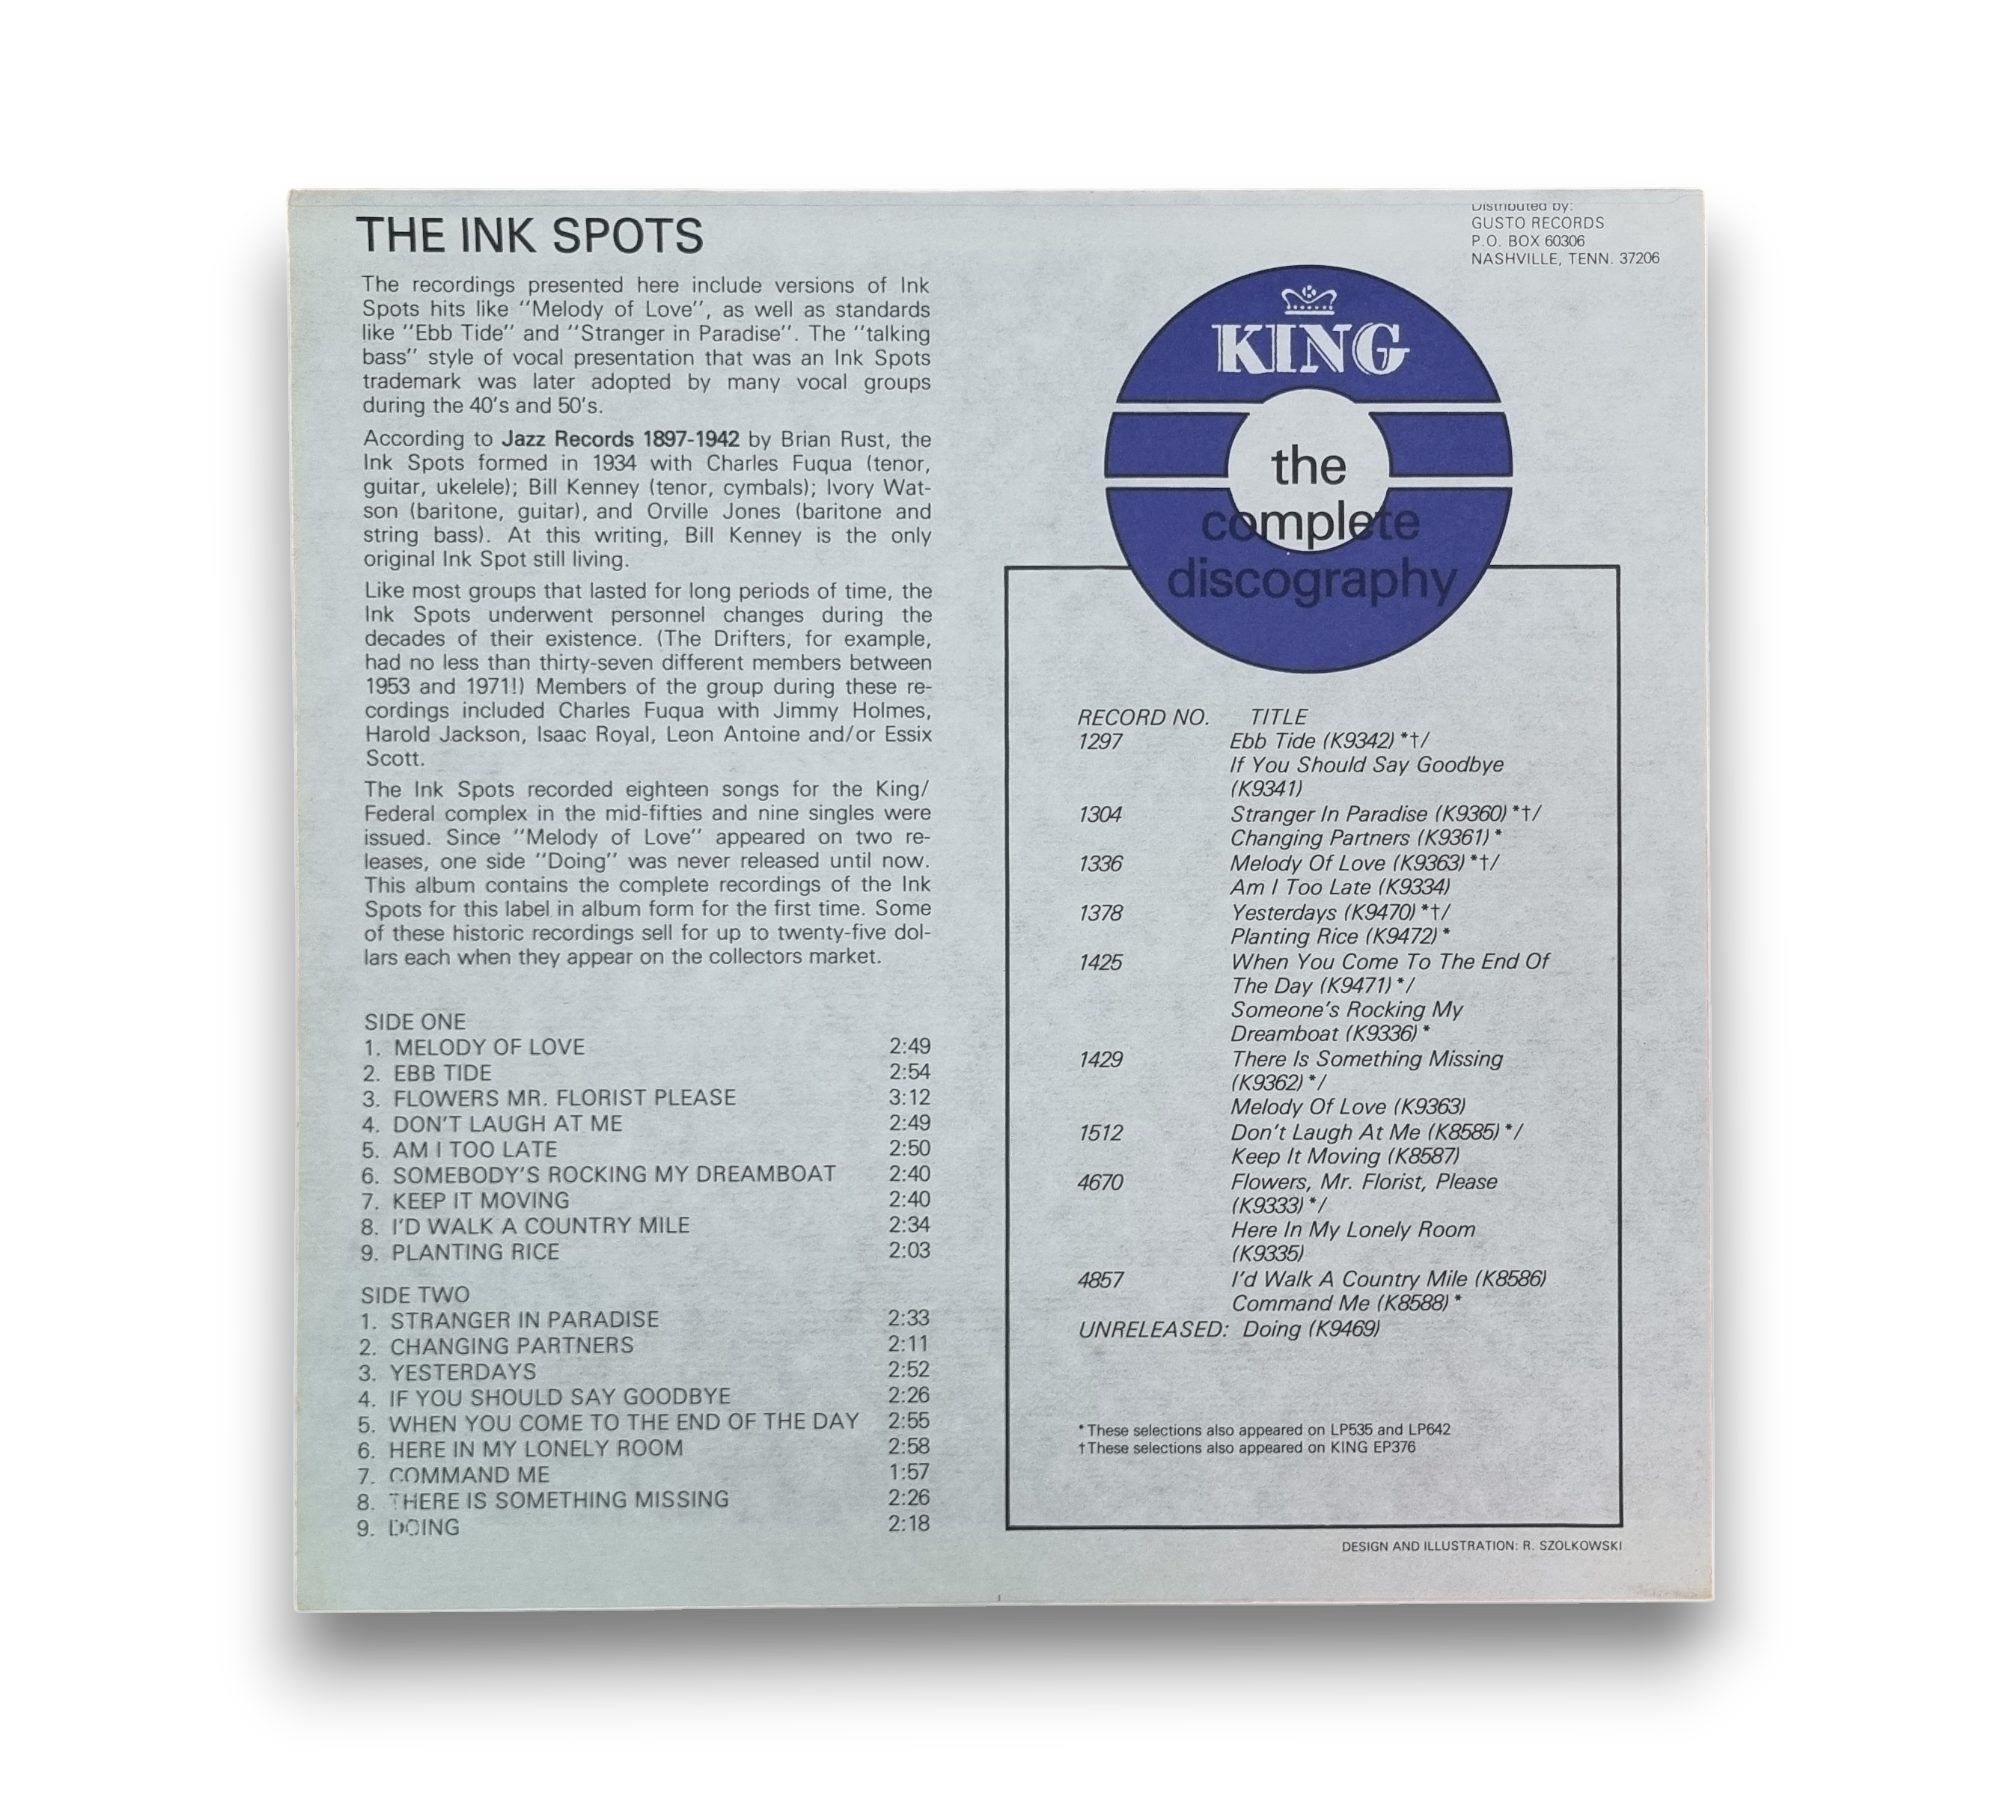 THE INK SPOTS
The recordings presented here include versions of Ink
Spots hits like "Melody of Love", as well as standards
like "Ebb Tide" and "Stranger in Paradise". The "talking
bass" style of vocal presentation that was an Ink Spots
trademark was later adopted by many vocal groups
during the 40's and 50's.
According to Jazz Records 1897-1942 by Brian Rust, the
Ink Spots formed in 1934 with Charles Fuqua (tenor,
guitar, ukelele); Bill Kenney (tenor, cymbals); Ivory Wat-
son (baritone, guitar), and Orville Jones (baritone and
string bass). At this writing, Bill Kenney is the only
original Ink Spot still living.
Like most groups that lasted for long periods of time, the
Ink Spots underwent personnel changes during the
decades of their existence. (The Drifters, for example,
had no less than thirty-seven different members between
1953 and 1971!) Members of the group during these re-
cordings included Charles Fuqua with Jimmy Holmes,
Harold Jackson, Isaac Royal, Leon Antoine and/or Essix
Scott.
The Ink Spots recorded eighteen songs for the King/
Federal complex in the mid-fifties and nine singles were
issued. Since "Melody of Love" appeared on two re-
leases, one side "Doing" was never released until now.
This album contains the complete recordings of the Ink
Spots for this label in album form for the first time. Some
of these historic recordings sell for up to twenty-five dol-
lars each when they appear on the collectors market.
SIDE ONE
1. MELODY OF LOVE 2:49
2. EBB TIDE 2:54
3. FLOWERS MR. FLORIST PLEASE 3:12
4. DON'T LAUGH AT ME 2:49
5. AM I TOO LATE 2:50
6. SOMEBODY'S ROCKING MY DREAMBOAT 2:40
7. KEEP IT MOVING 2:40
8. I'D WALK A COUNTRY MILE 2:34
9. PLANTING RICE 2:03
SIDE TWO
1. STRANGER IN PARADISE 2:33
2. CHANGING PARTNERS 2:11
3. YESTERDAYS 2:52
4. IF YOU SHOULD SAY GOODBYE 2:26
5. WHEN YOU COME TO THE END OF THE DAY 2:55
6. HERE IN MY LONELY ROOM 2:58
7. COMMAND ME 1:57
8. THERE IS SOMETHING MISSING 2:26
9. DOING 2:18
Distributed by:
GUSTO RECORDS
P.O. BOX 60306
NASHVILLE, TENN. 37206
KING
the
complete
discography
RECORD NO. TITLE
1297 Ebb Tide (K9342) *†/
If You Should Say Goodbye
(K9341)
1304 Stranger In Paradise (K9360) *†/
Changing Partners (K9361) *
1336 Melody Of Love (K9363) *†/
Am I Too Late (K9334)
1378 Yesterdays (K9470) *†/
Planting Rice (K9472) *
1425 When You Come To The End Of
The Day (K9471) */
Someone's Rocking My
Dreamboat (K9336) *
1429 There Is Something Missing
(K9362) */
Melody Of Love (K9363)
1512 Don't Laugh At Me (K8585) */
Keep It Moving (K8587)
4670 Flowers, Mr. Florist, Please
(K9333) */
Here In My Lonely Room
(K9335)
4857 I'd Walk A Country Mile (K8586)
Command Me (K8588) *
UNRELEASED: Doing (K9469)
* These selections also appeared on LP535 and LP642
† These selections also appeared on KING EP376
DESIGN AND ILLUSTRATION: R. SZOLKOWSKI